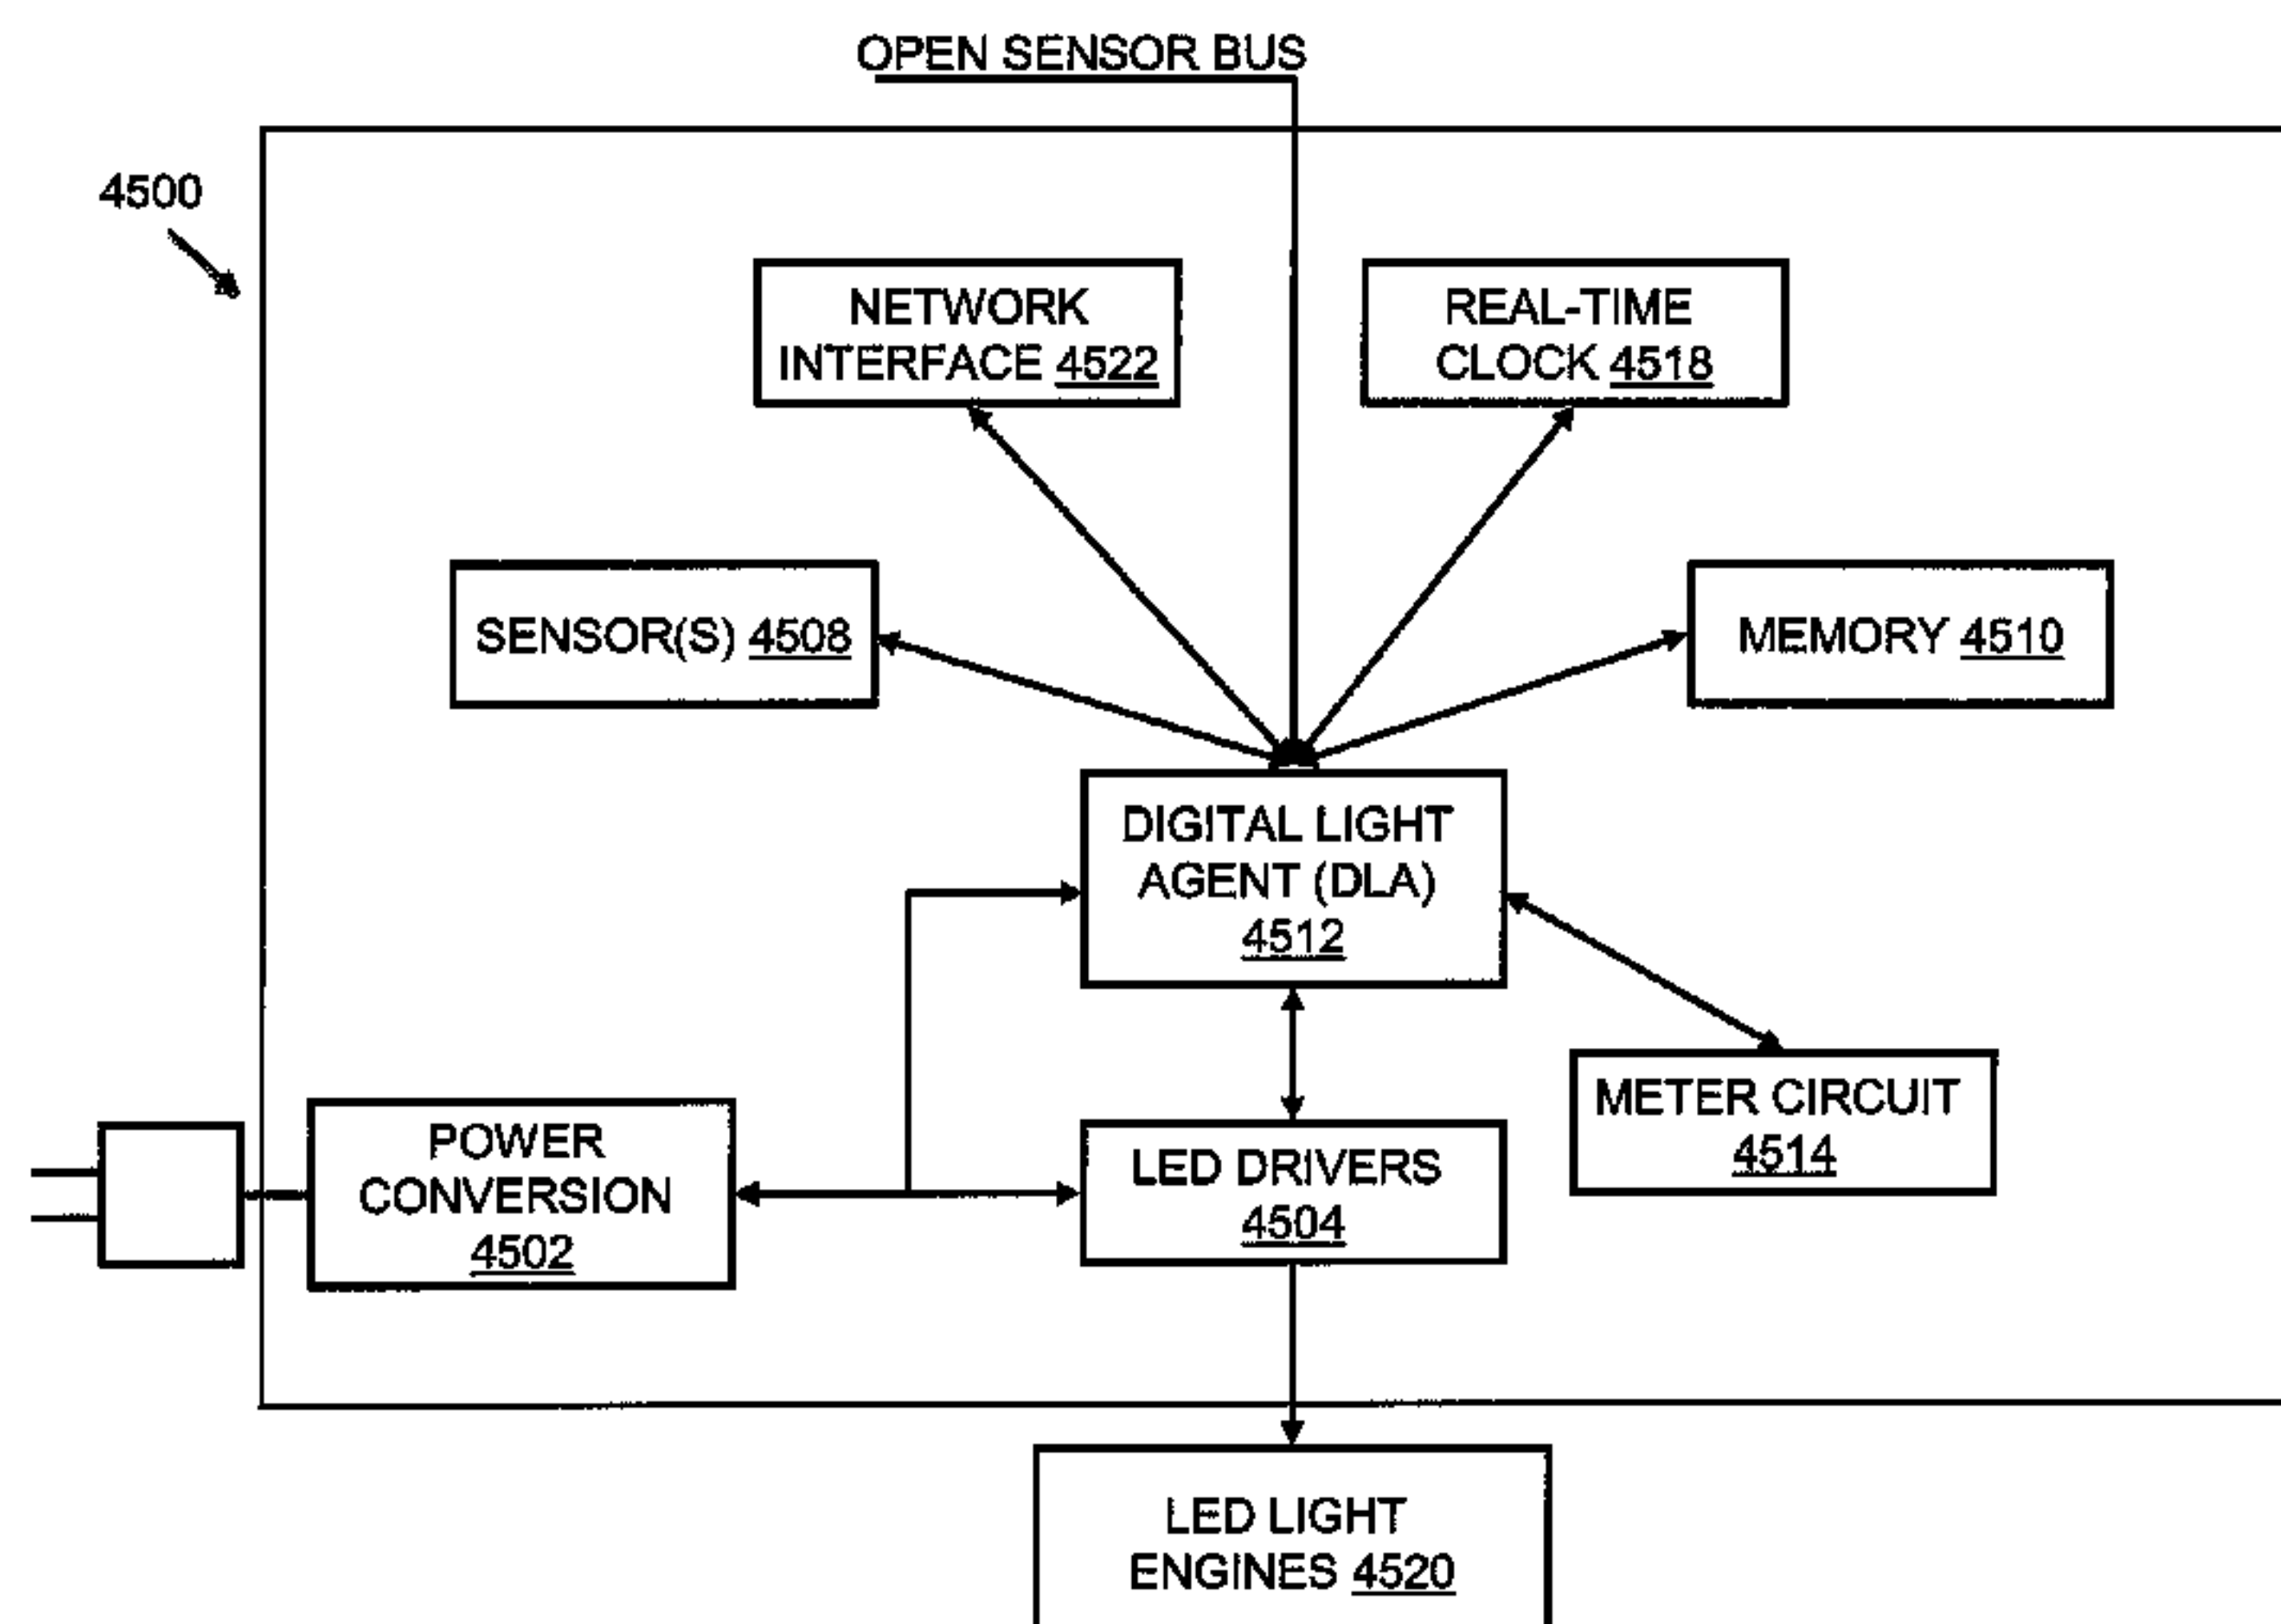 OPEN SENSOR BUS
4500
NETWORK
INTERFACE 4522
REAL-TIME
CLOCK 4518
SENSOR(S) 4508
MEMORY 4510
DIGITAL LIGHT
AGENT (DLA)
4512
METER CIRCUIT
4514
POWER
CONVERSION
4502
LED DRIVERS
4504
LED LIGHT
ENGINES 4520